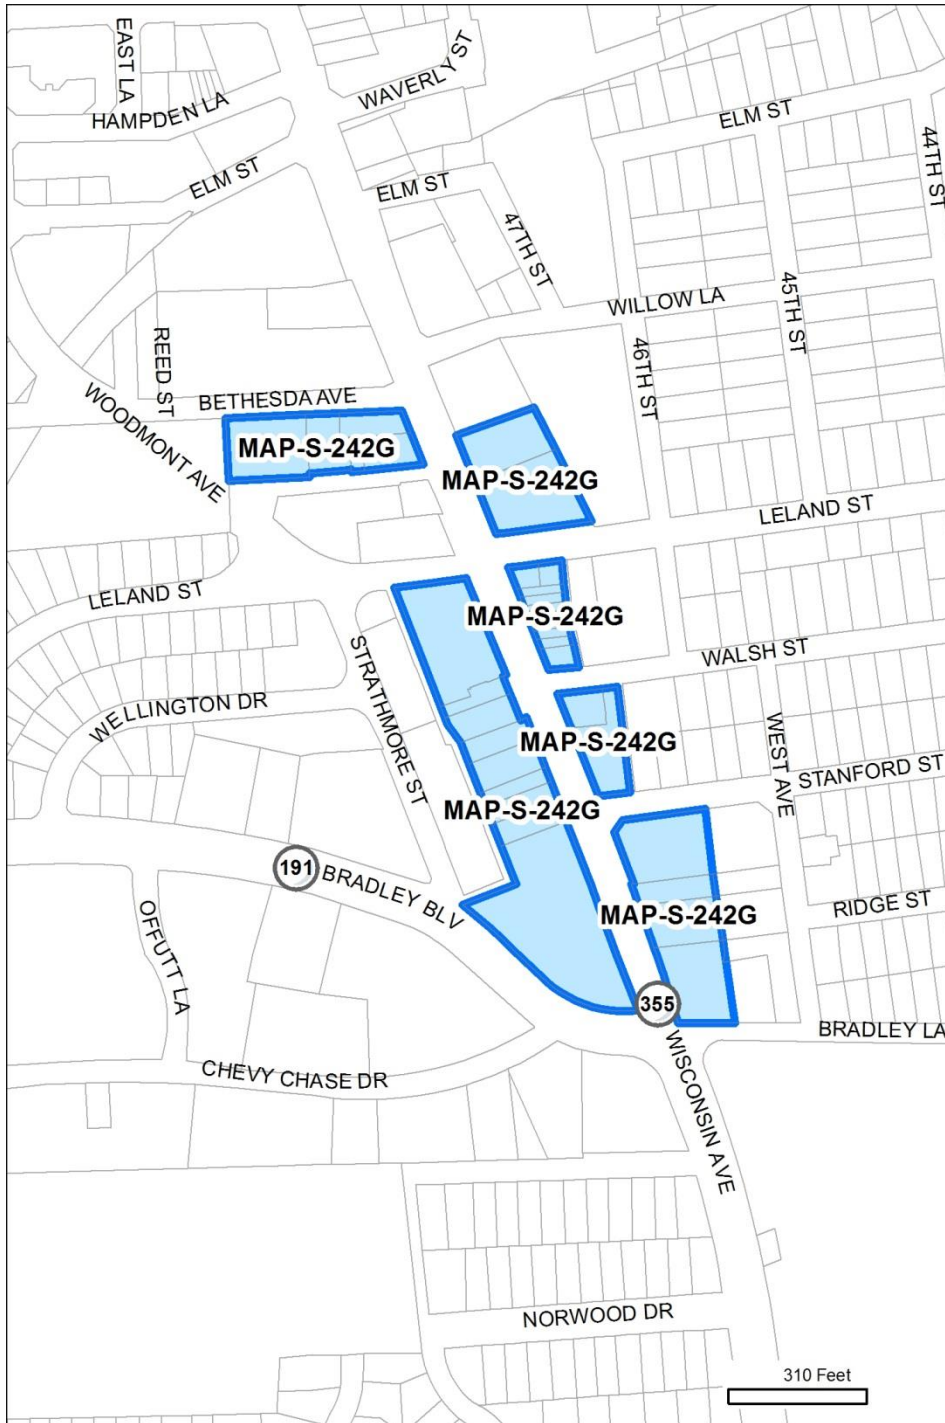 EAST LA
WAVERLY ST
HAMPDEN LA
ELM ST
44TH ST
ELM ST
ELM ST
47TH ST
45TH ST
WILLOW LA
REED ST
46TH ST
BETHESDA AVE
WOODMONT AVE
MAP-S-242G
MAP-S-242G
LELAND ST
LELAND ST
MAP-S-242G
STRATHMORE ST
WALSH ST
WELLINGTON DR
WEST AVE
MAP-S-242G
STANFORD ST
MAP-S-242G
191
BRADLEY BLV
OFFUTT LA
MAP-S-242G
RIDGE ST
355
BRADLEY LA
WISCONSIN AVE
CHEVY CHASE DR
NORWOOD DR
310 Feet